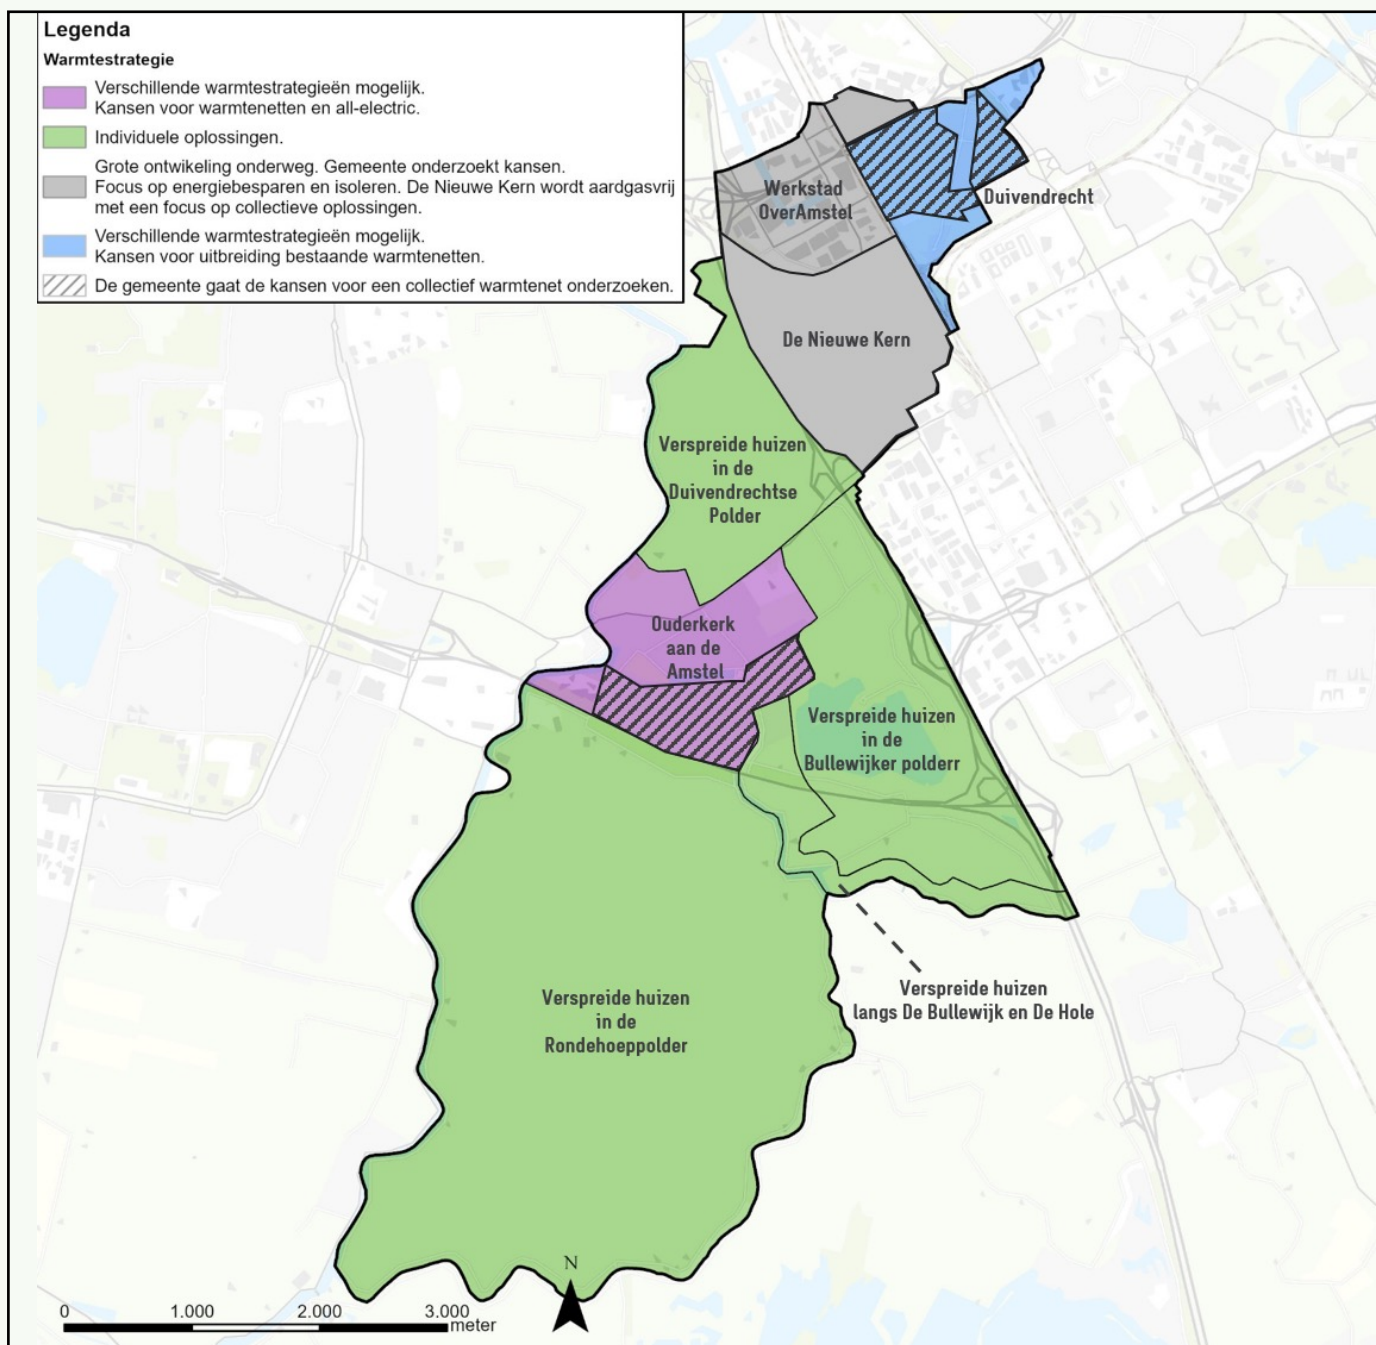 Legenda
Warmtestrategie
Verschillende warmtestrategieën mogelijk.
Kansen voor warmtenetten en all-electric.
Individuele oplossingen.
Grote ontwikeling onderweg. Gemeente onderzoekt kansen.
Focus op energiebesparen en isoleren. De Nieuwe Kern wordt aardgasvrij
met een focus op collectieve oplossingen.
Verschillende warmtestrategieën mogelijk.
Kansen voor uitbreiding bestaande warmtenetten.
De gemeente gaat de kansen voor een collectief warmtenet onderzoeken.
Werkstad
OverAmstel
Duivendrecht
De Nieuwe Kern
Verspreide huizen
in de
Duivendrechtse
Polder
Ouderkerk
aan de
Amstel
Verspreide huizen
in de
Bullewijker polderr
Verspreide huizen
langs De Bullewijk en De Hole
Verspreide huizen
in de
Rondehoeppolder
N
0 1.000 2.000 3.000
meter